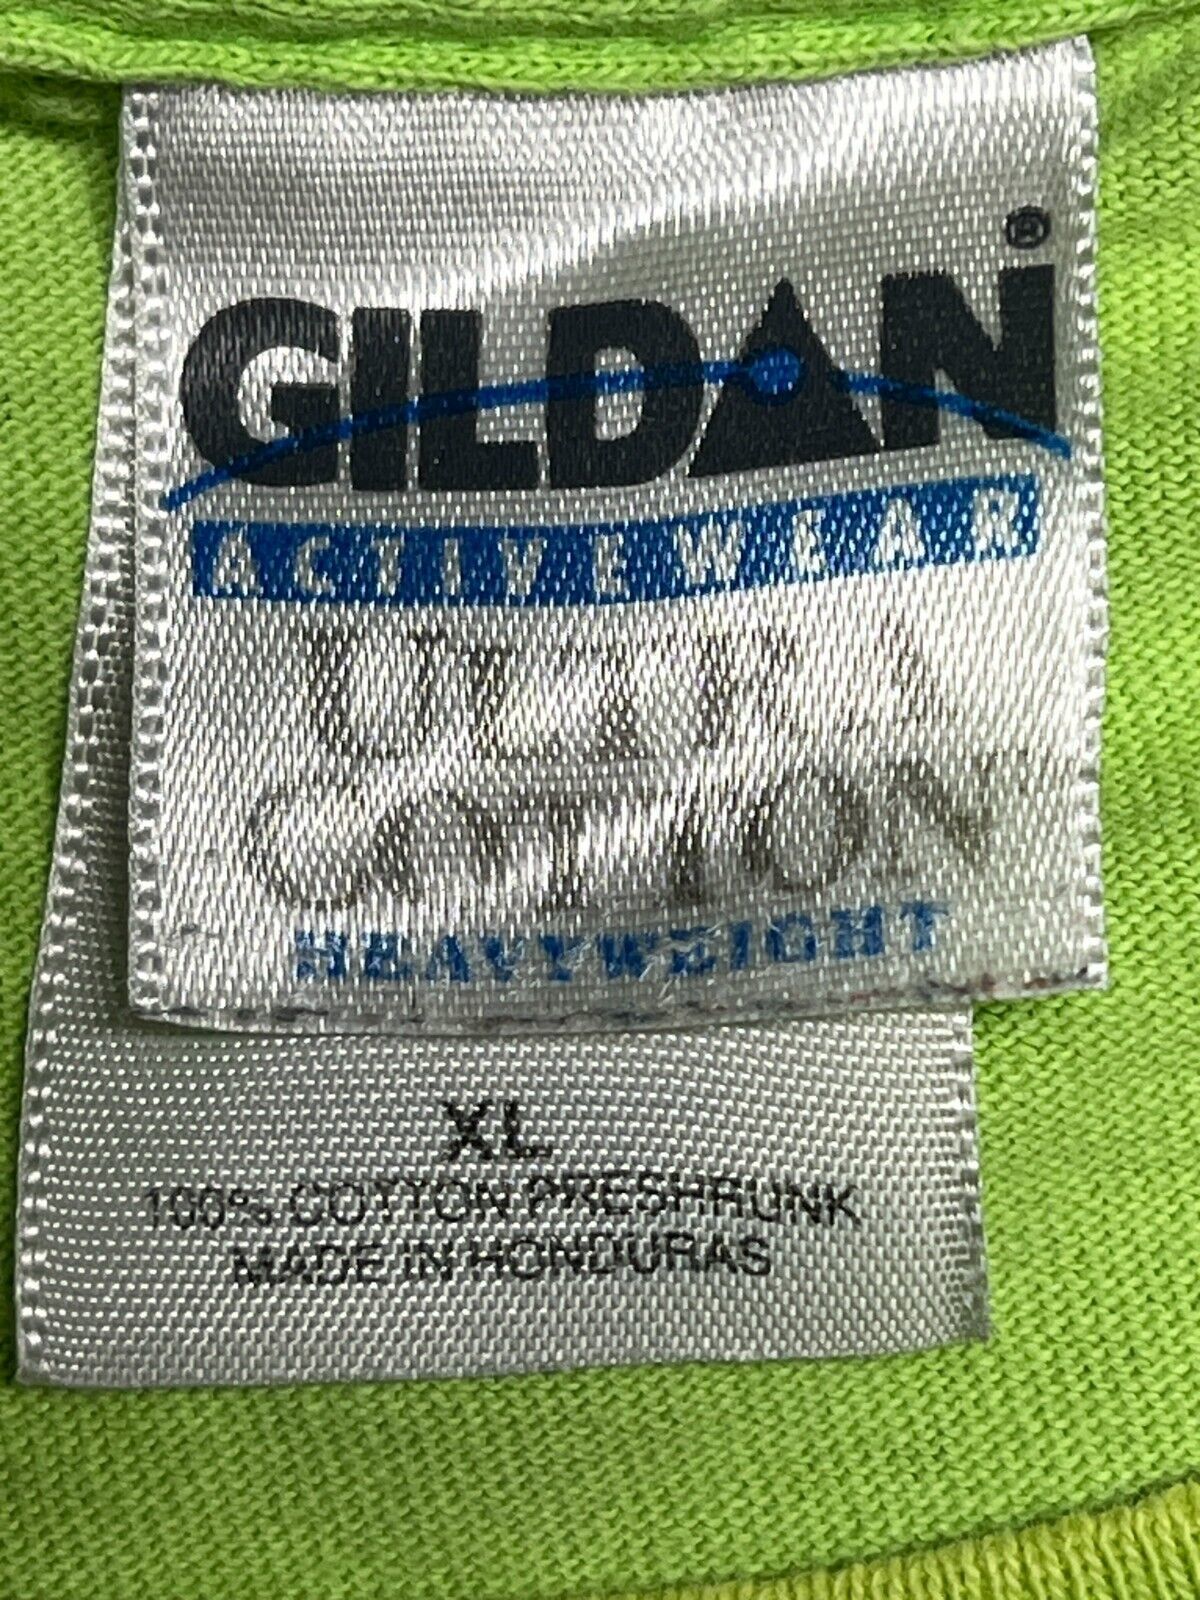 GILDAN®
ACTIVEWEAR
ULTRA
COTTON
HEAVYWEIGHT
XL
100% COTTON PRESHRUNK
MADE IN HONDURAS